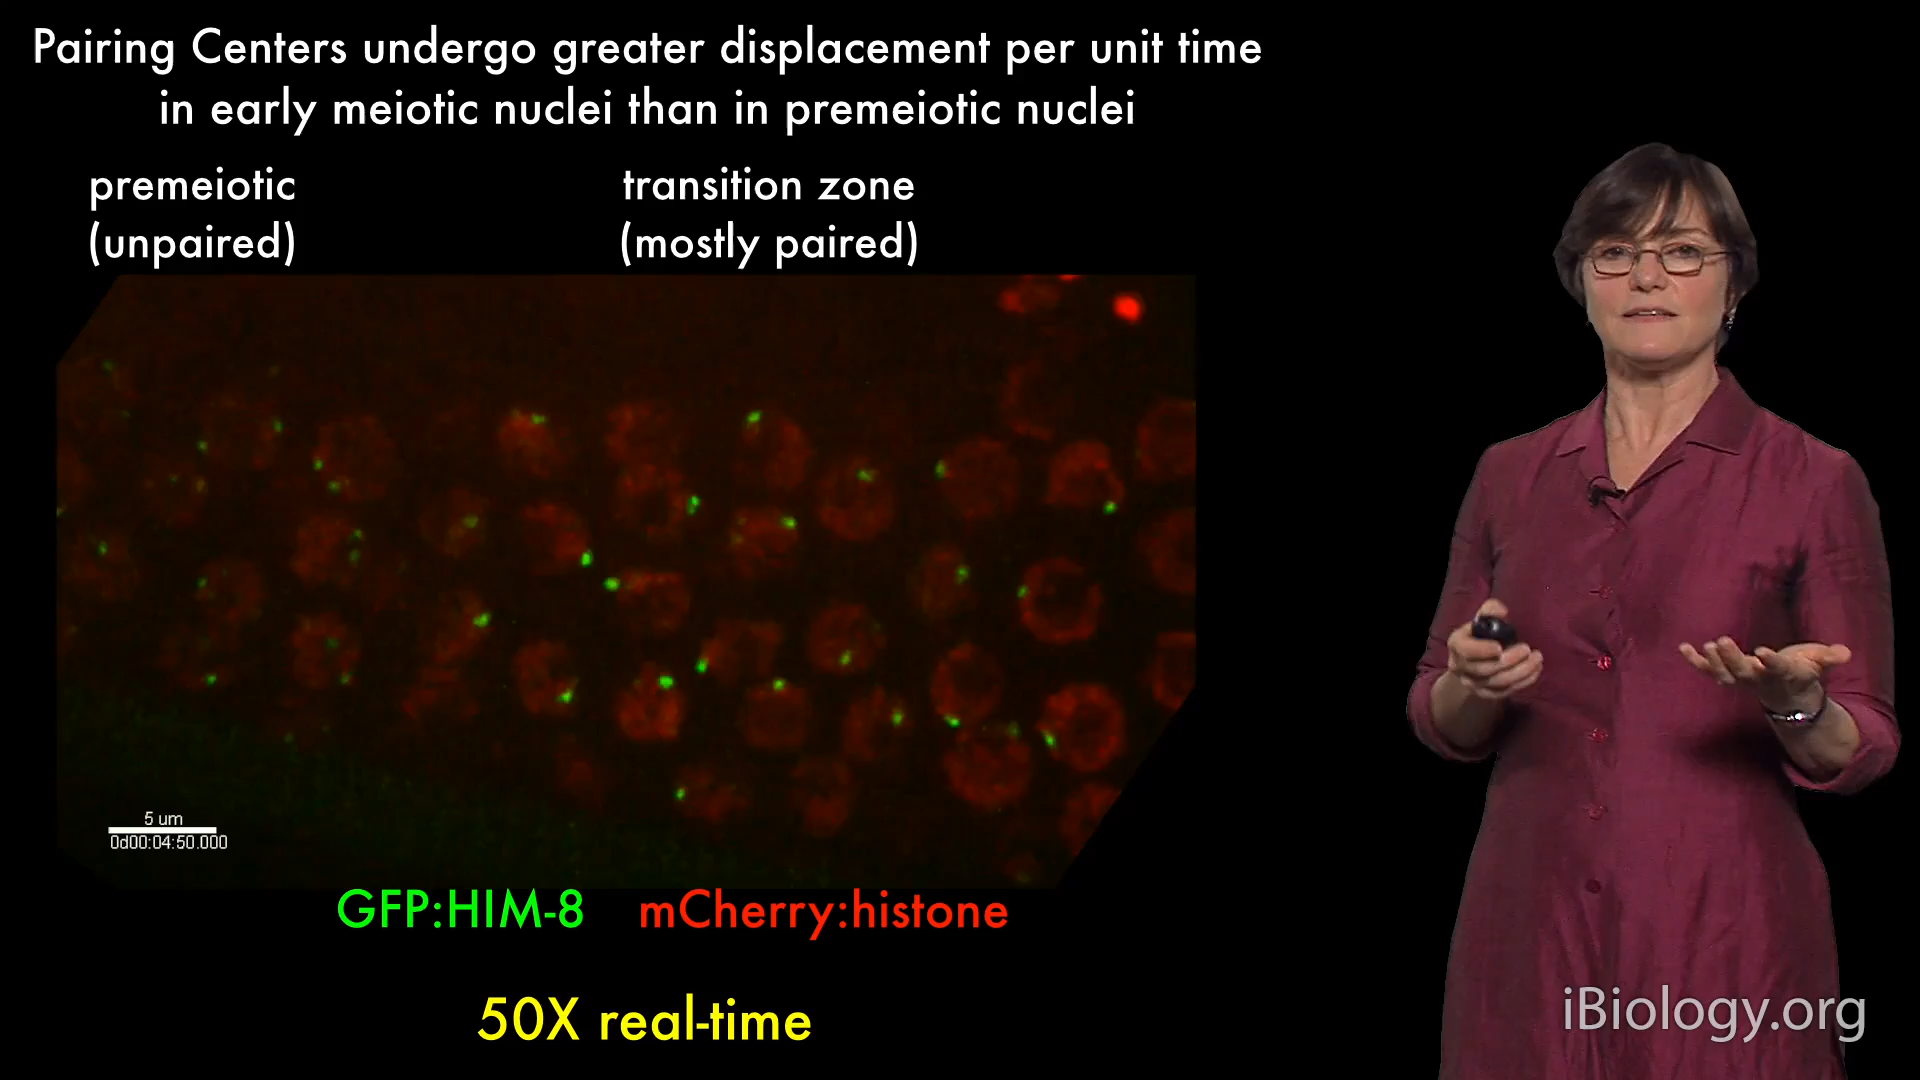 Pairing Centers undergo greater displacement per unit time
in early meiotic nuclei than in premeiotic nuclei
premeiotic
(unpaired)
transition zone
(mostly paired)
5 um
0d00:04:50.000
GFP:HIM-8 mCherry:histone
50X real-time
iBiology.org